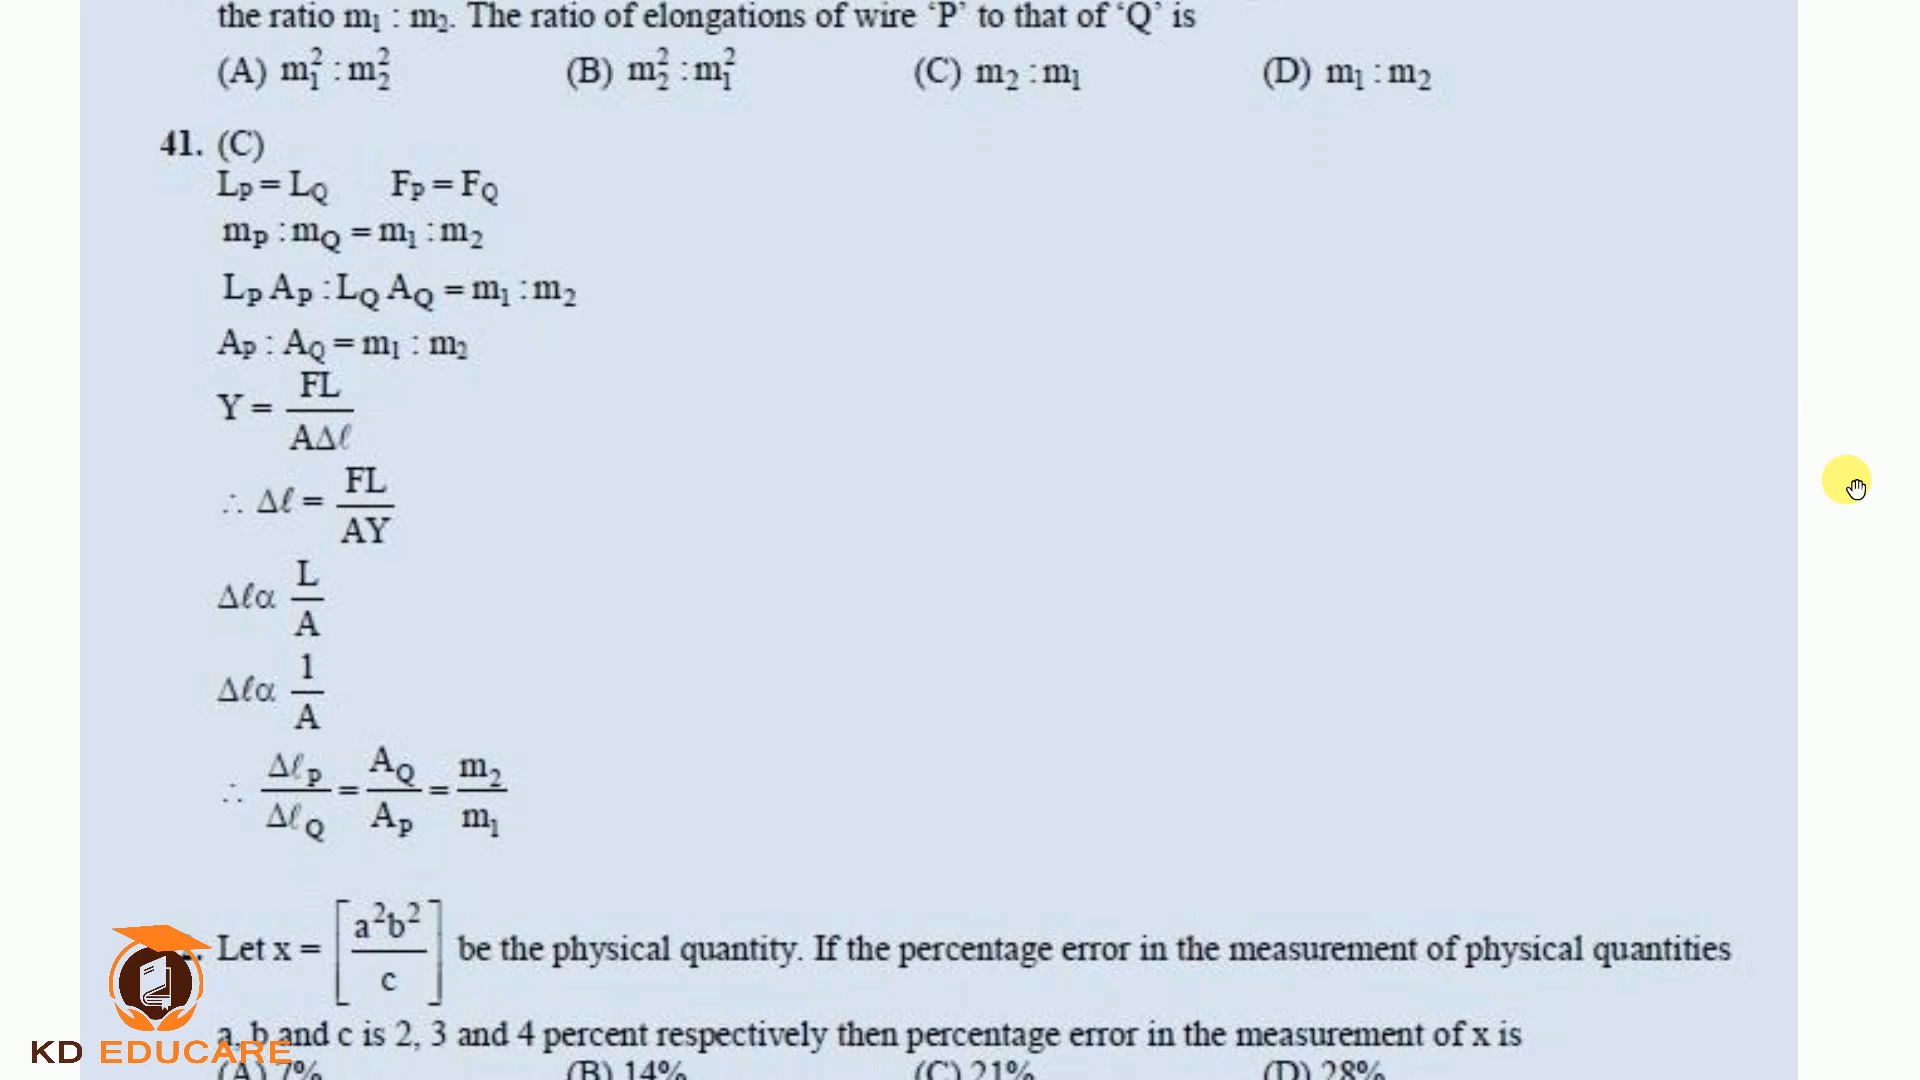 the ratio m₁ : m₂. The ratio of elongations of wire ‘P’ to that of ‘Q’ is
(A) m₁² : m₂² (B) m₂² : m₁² (C) m₂ : m₁ (D) m₁ : m₂
41. (C)
L_P = L_Q F_P = F_Q
m_P : m_Q = m₁ : m₂
L_P A_P : L_Q A_Q = m₁ : m₂
A_P : A_Q = m₁ : m₂
Y = FL / AΔℓ
∴ Δℓ = FL / AY
Δℓ α L / A
Δℓ α 1 / A
∴ Δℓ_P / Δℓ_Q = A_Q / A_P = m₂ / m₁
Let x = [a²b² / c] be the physical quantity. If the percentage error in the measurement of physical quantities
a, b and c is 2, 3 and 4 percent respectively then percentage error in the measurement of x is
(A) 7% (B) 14% (C) 21% (D) 28%
KD EDUCARE